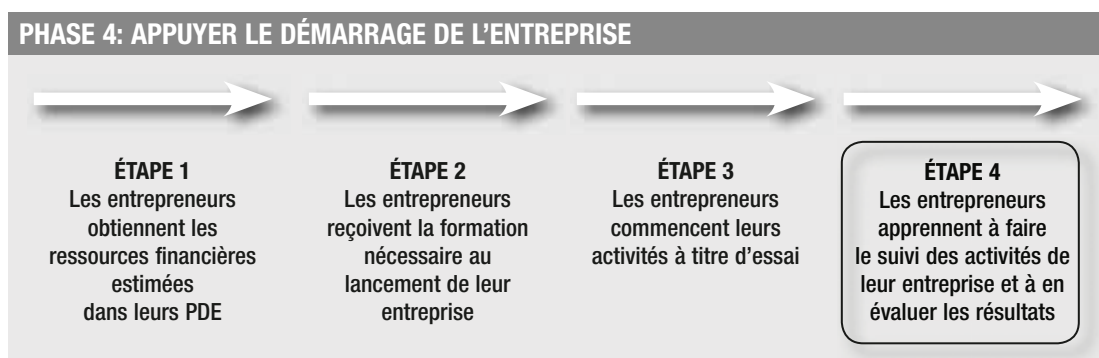 PHASE 4: APPUYER LE DÉMARRAGE DE L'ENTREPRISE
ÉTAPE 1
Les entrepreneurs
obtiennent les
ressources financières
estimées
dans leurs PDE
ÉTAPE 2
Les entrepreneurs
reçoivent la formation
nécessaire au
lancement de leur
entreprise
ÉTAPE 3
Les entrepreneurs
commencent leurs
activités à titre d'essai
ÉTAPE 4
Les entrepreneurs
apprennent à faire
le suivi des activités de
leur entreprise et à en
évaluer les résultats